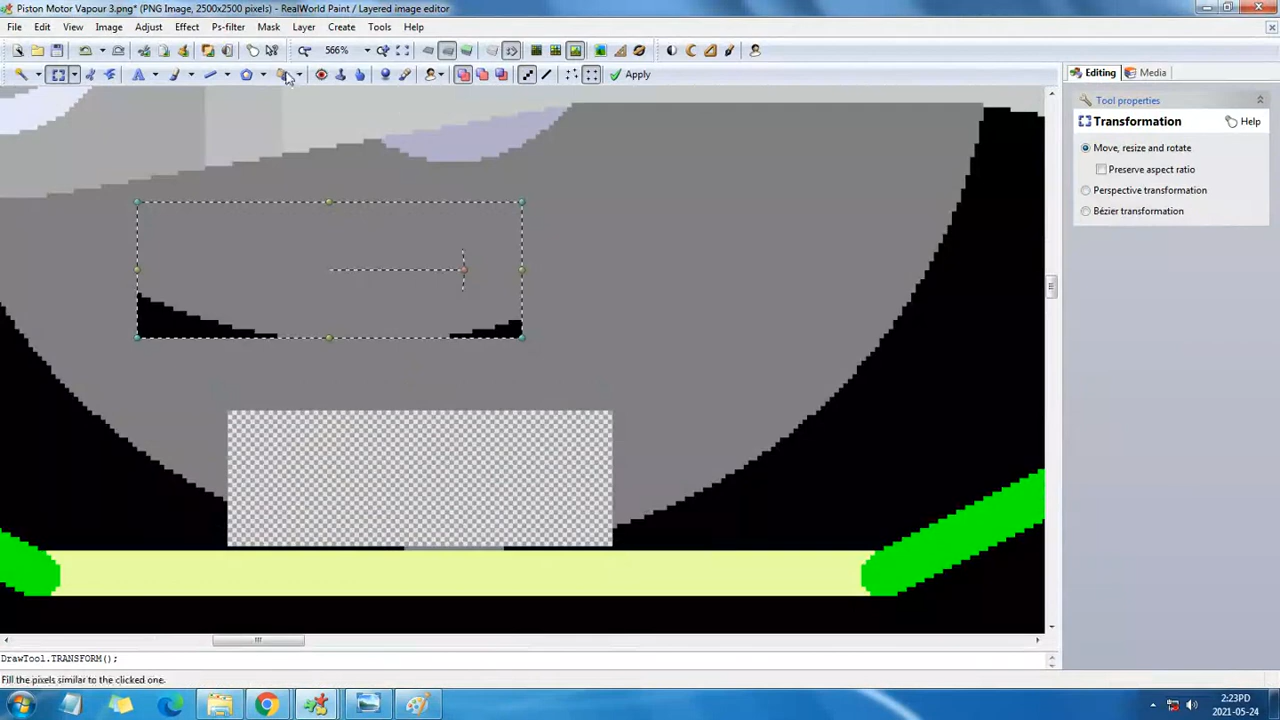 Piston Motor Vapour 3.png* (PNG Image, 2500x2500 pixels) - RealWorld Paint / Layered image editor
File Edit View Image Adjust Effect Ps-filter Mask Layer Create Tools Help
566%
Apply
Editing Media
Tool properties
Transformation Help
Move, resize and rotate
Preserve aspect ratio
Perspective transformation
Bézier transformation
DrawTool.TRANSFORM();
Fill the pixels similar to the clicked one.
2:23PD
2021-05-24